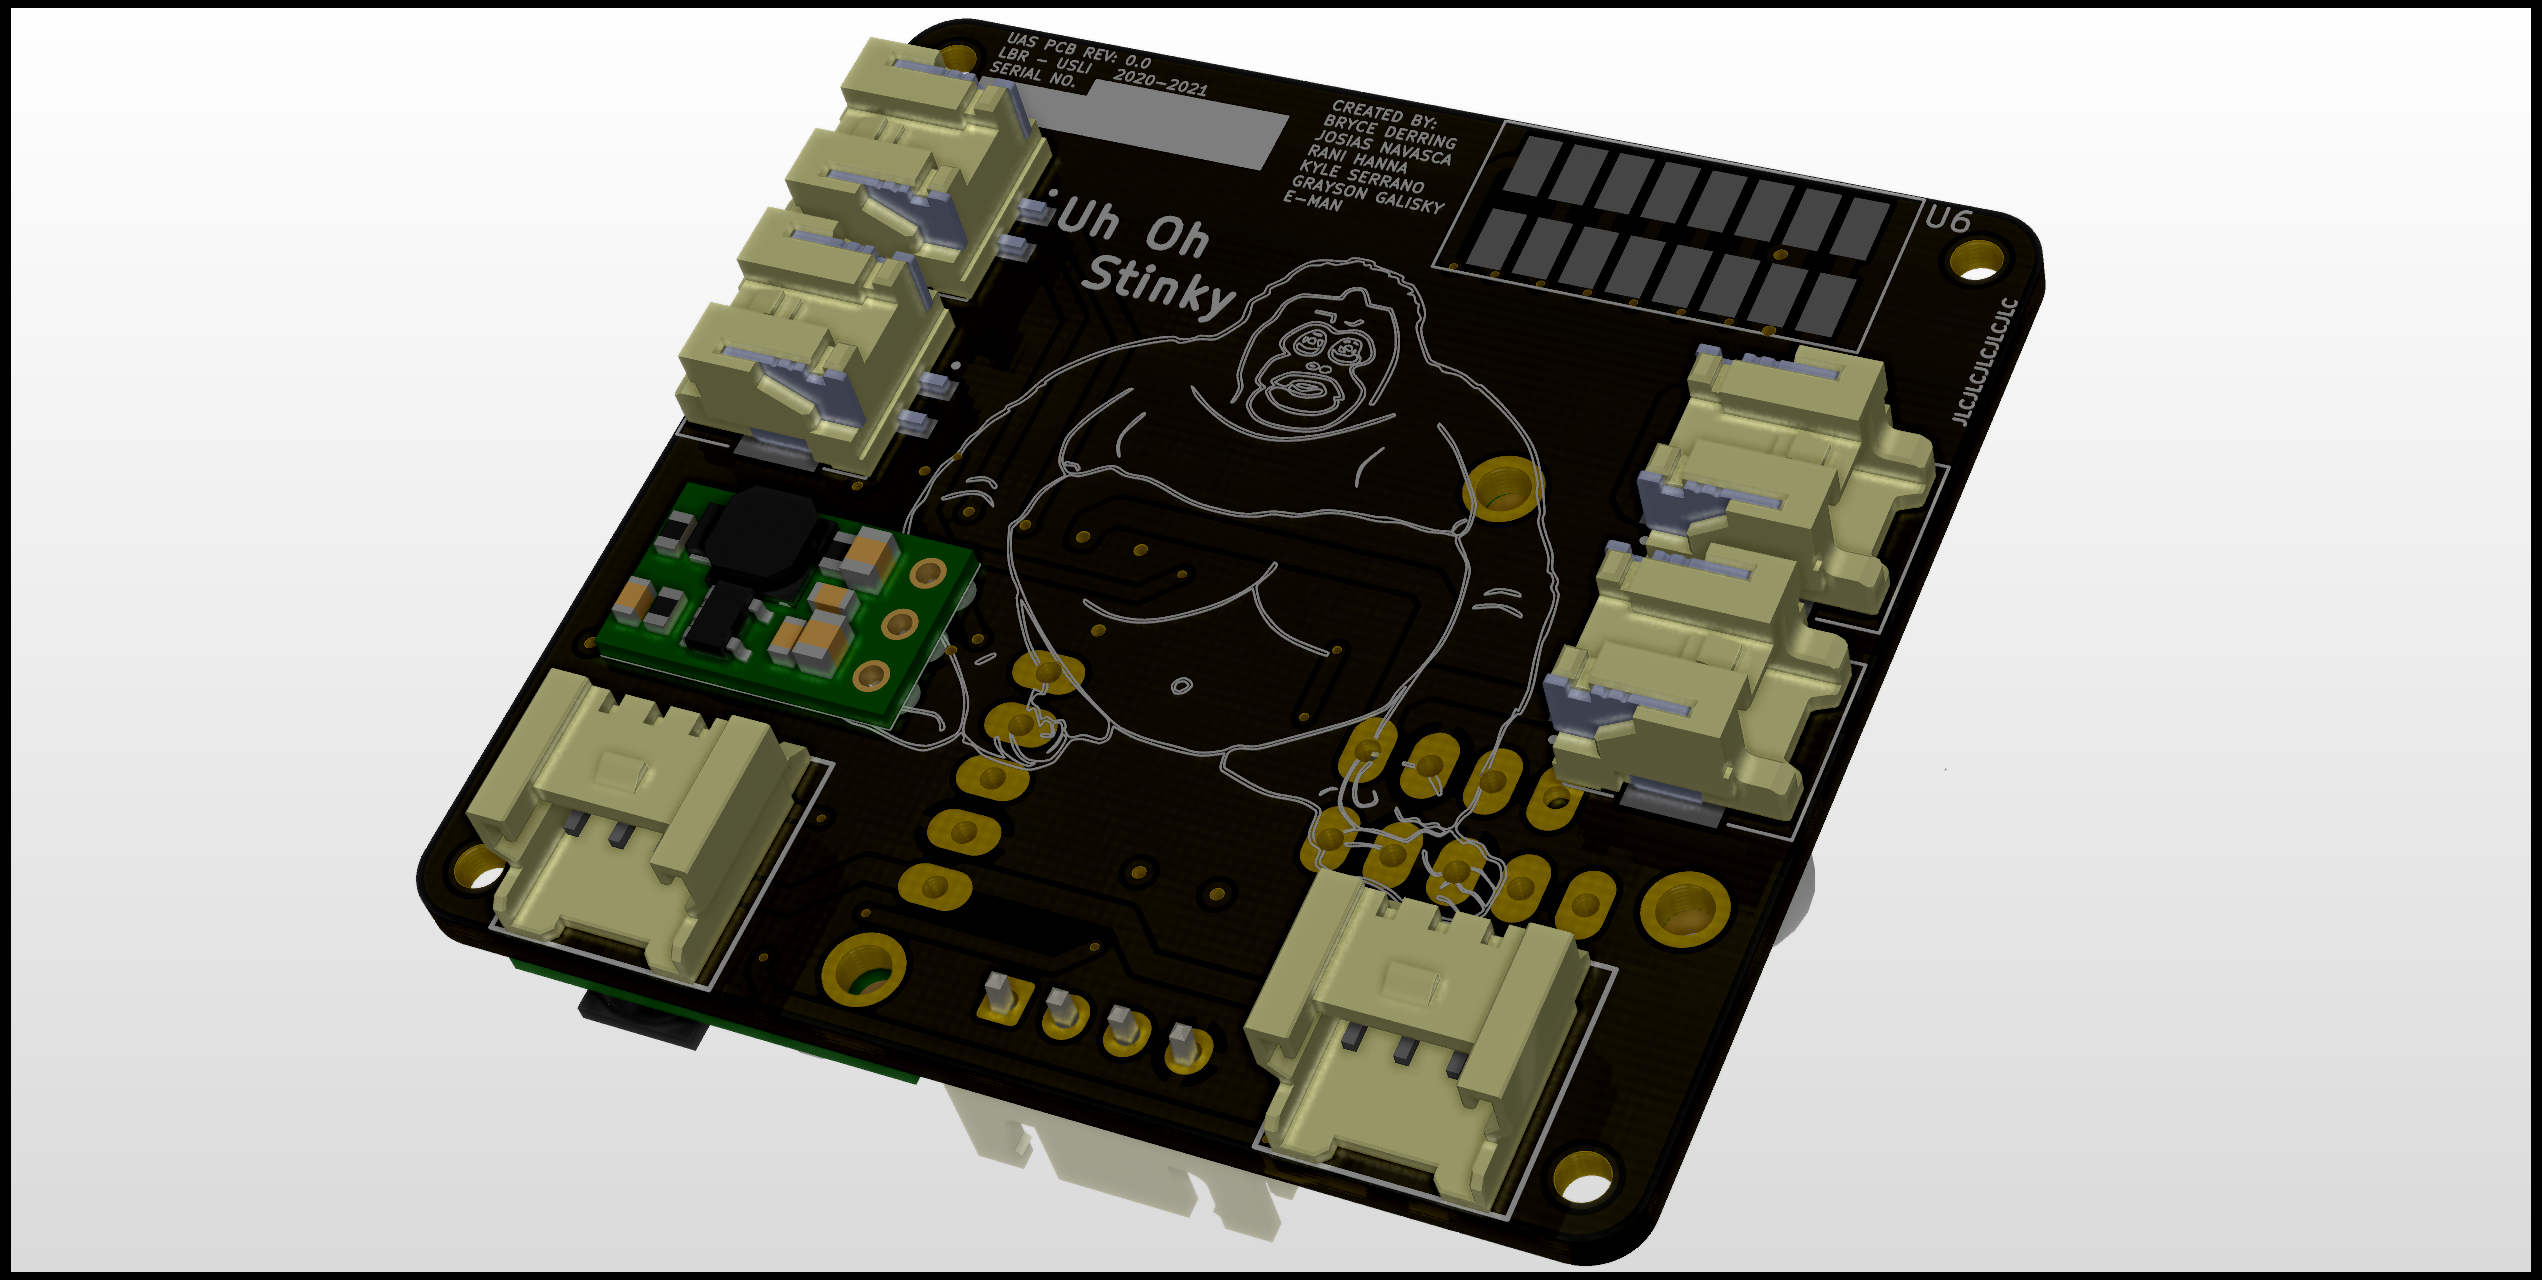 UAS PCB REV: 0.0
LBR – USLI 2020–2021
SERIAL NO.
CREATED BY:
BRYCE DERRING
JOSIAS NAVASCA
RANI HANNA
KYLE SERRANO
GRAYSON GALISKY
E–MAN
Uh Oh
Stinky
U6
JLCJLCJLCJLCJLC